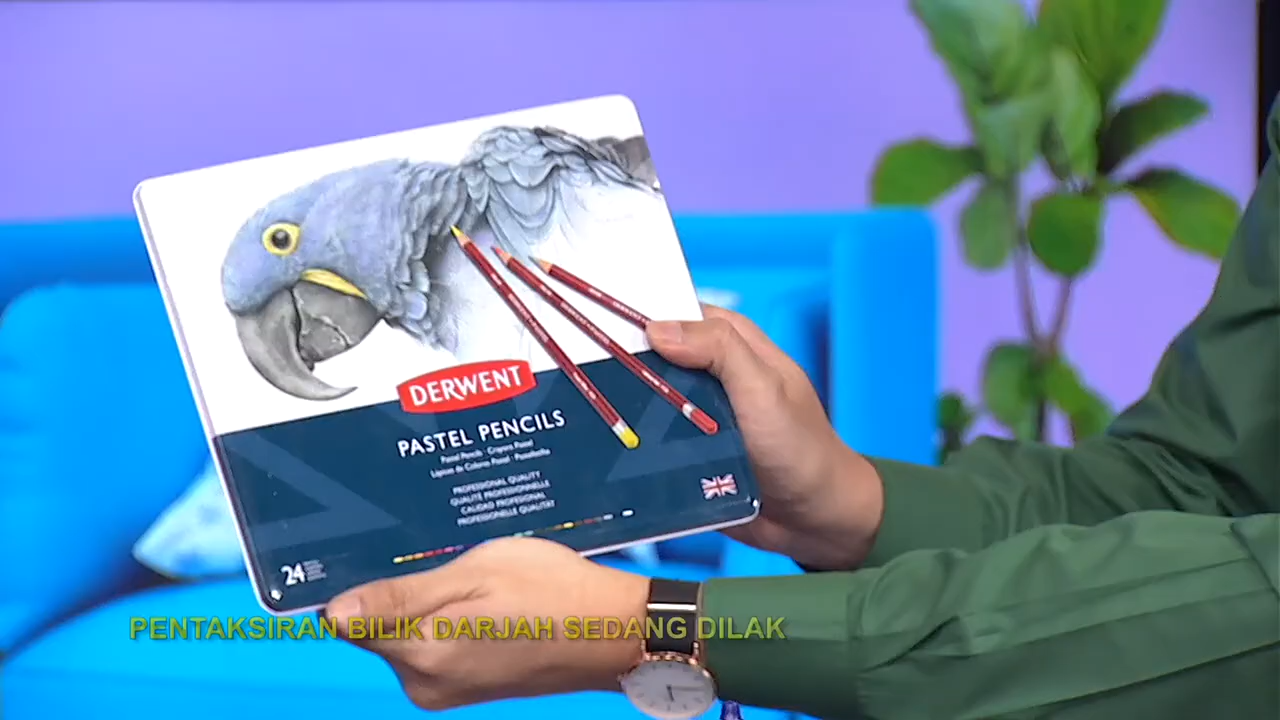 DERWENT
PASTEL PENCILS
Pastel Pencils · Crayons Pastel
Lápices de Colores Pastel · Pastellstifte
PROFESSIONAL QUALITY
QUALITÉ PROFESSIONNELLE
CALIDAD PROFESIONAL
PROFESSIONELLE QUALITÄT
24
PENTAKSIRAN BILIK DARJAH SEDANG DILAK